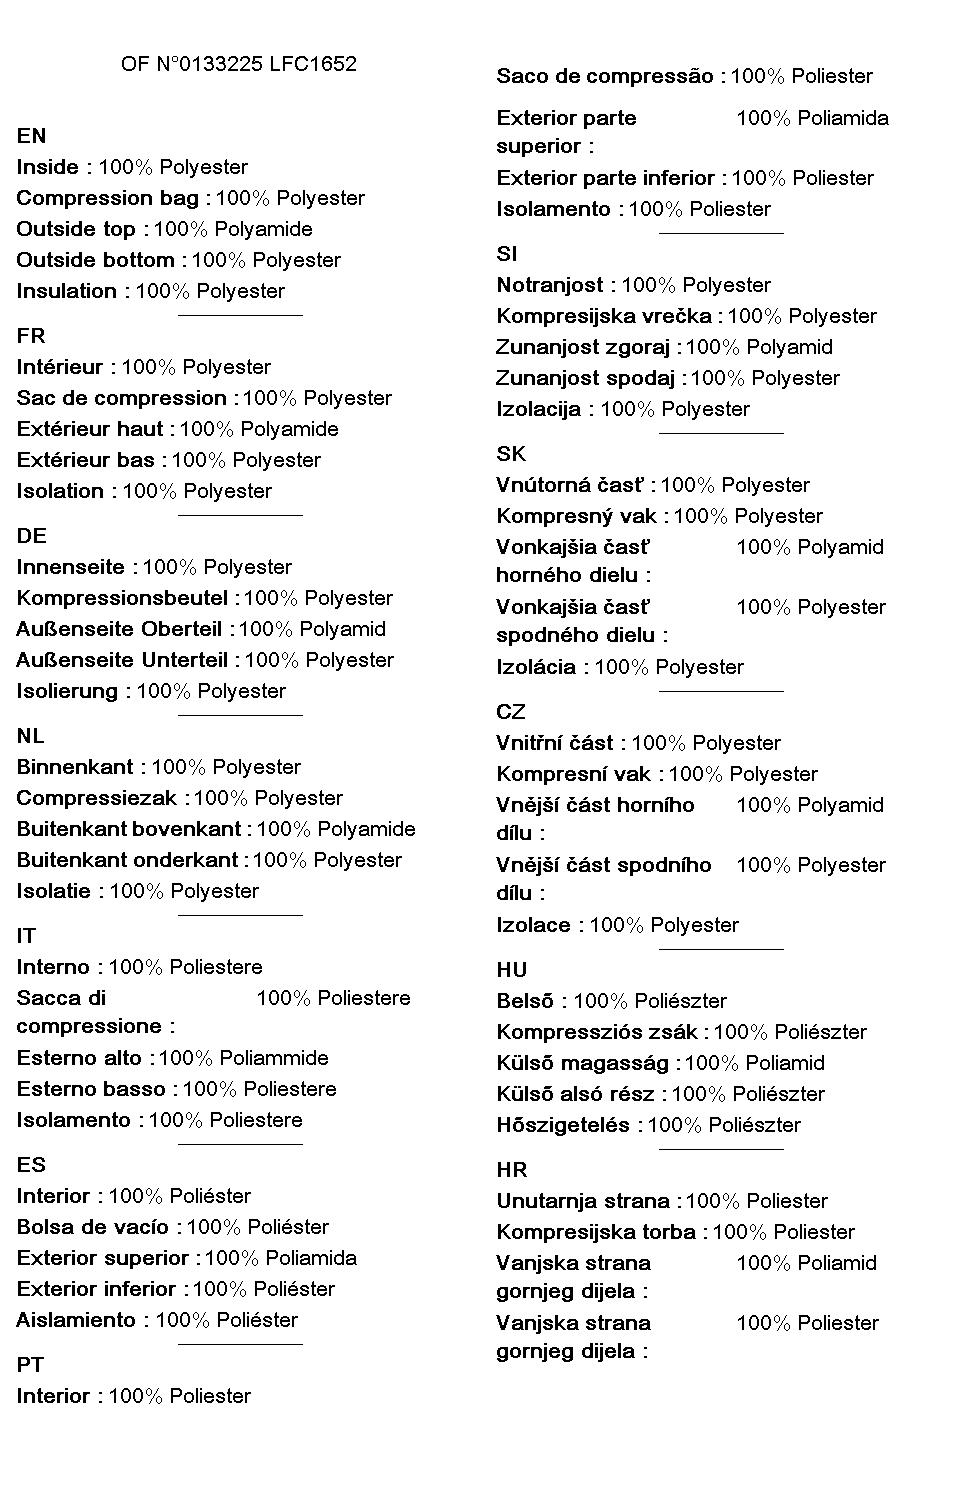 OF N°0133225 LFC1652
EN
Inside : 100% Polyester
Compression bag : 100% Polyester
Outside top : 100% Polyamide
Outside bottom : 100% Polyester
Insulation : 100% Polyester
FR
Intérieur : 100% Polyester
Sac de compression : 100% Polyester
Extérieur haut : 100% Polyamide
Extérieur bas : 100% Polyester
Isolation : 100% Polyester
DE
Innenseite : 100% Polyester
Kompressionsbeutel : 100% Polyester
Außenseite Oberteil : 100% Polyamid
Außenseite Unterteil : 100% Polyester
Isolierung : 100% Polyester
NL
Binnenkant : 100% Polyester
Compressiezak : 100% Polyester
Buitenkant bovenkant : 100% Polyamide
Buitenkant onderkant : 100% Polyester
Isolatie : 100% Polyester
IT
Interno : 100% Poliestere
Sacca di 100% Poliestere
compressione :
Esterno alto : 100% Poliammide
Esterno basso : 100% Poliestere
Isolamento : 100% Poliestere
ES
Interior : 100% Poliéster
Bolsa de vacío : 100% Poliéster
Exterior superior : 100% Poliamida
Exterior inferior : 100% Poliéster
Aislamiento : 100% Poliéster
PT
Interior : 100% Poliester
Saco de compressão : 100% Poliester
Exterior parte 100% Poliamida
superior :
Exterior parte inferior : 100% Poliester
Isolamento : 100% Poliester
SI
Notranjost : 100% Polyester
Kompresijska vrečka : 100% Polyester
Zunanjost zgoraj : 100% Polyamid
Zunanjost spodaj : 100% Polyester
Izolacija : 100% Polyester
SK
Vnútorná časť : 100% Polyester
Kompresný vak : 100% Polyester
Vonkajšia časť 100% Polyamid
horného dielu :
Vonkajšia časť 100% Polyester
spodného dielu :
Izolácia : 100% Polyester
CZ
Vnitřní část : 100% Polyester
Kompresní vak : 100% Polyester
Vnější část horního 100% Polyamid
dílu :
Vnější část spodního 100% Polyester
dílu :
Izolace : 100% Polyester
HU
Belső : 100% Poliészter
Kompressziós zsák : 100% Poliészter
Külső magasság : 100% Poliamid
Külső alsó rész : 100% Poliészter
Hőszigetelés : 100% Poliészter
HR
Unutarnja strana : 100% Poliester
Kompresijska torba : 100% Poliester
Vanjska strana 100% Poliamid
gornjeg dijela :
Vanjska strana 100% Poliester
gornjeg dijela :